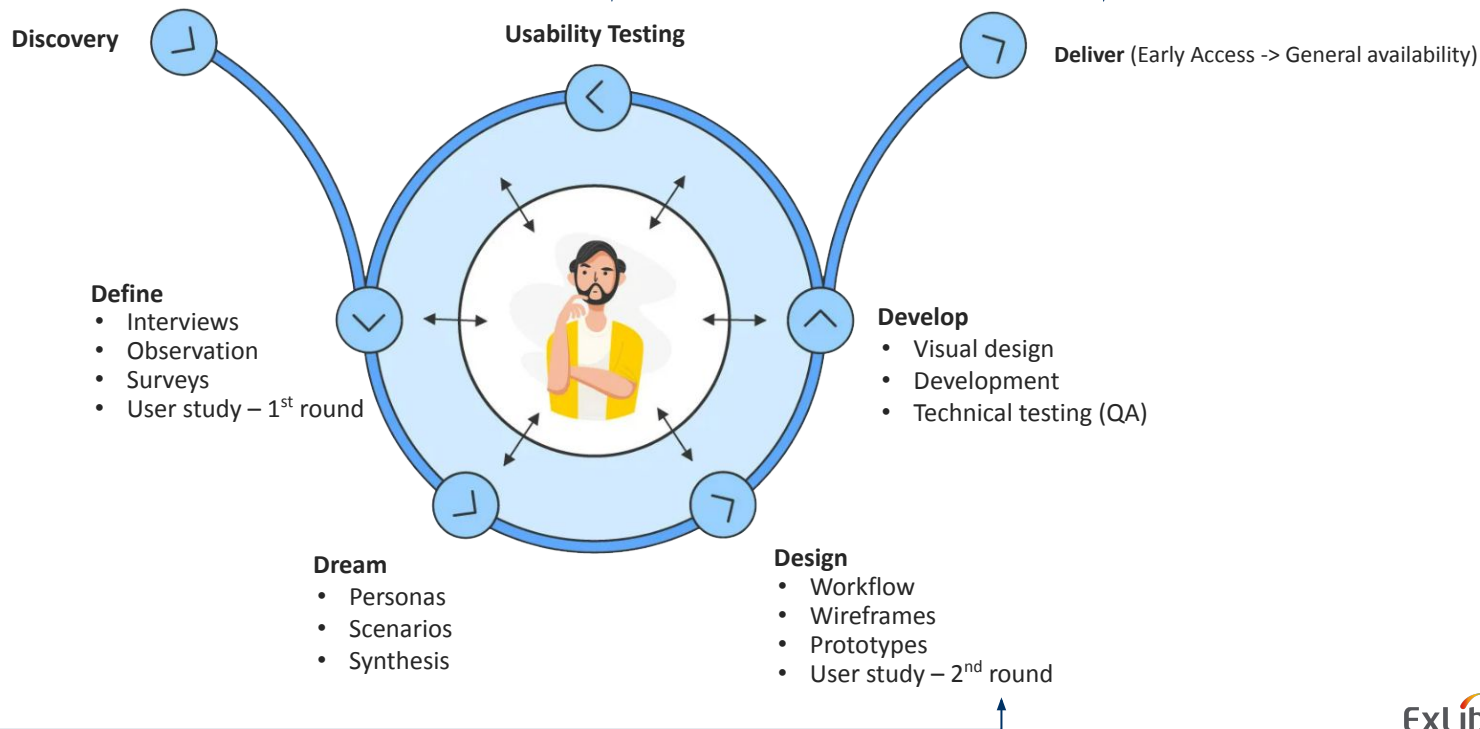 Discovery
Usability Testing
Deliver (Early Access -> General availability)
Define
• Interviews
• Observation
• Surveys
• User study – 1st round
Develop
• Visual design
• Development
• Technical testing (QA)
Dream
• Personas
• Scenarios
• Synthesis
Design
• Workflow
• Wireframes
• Prototypes
• User study – 2nd round